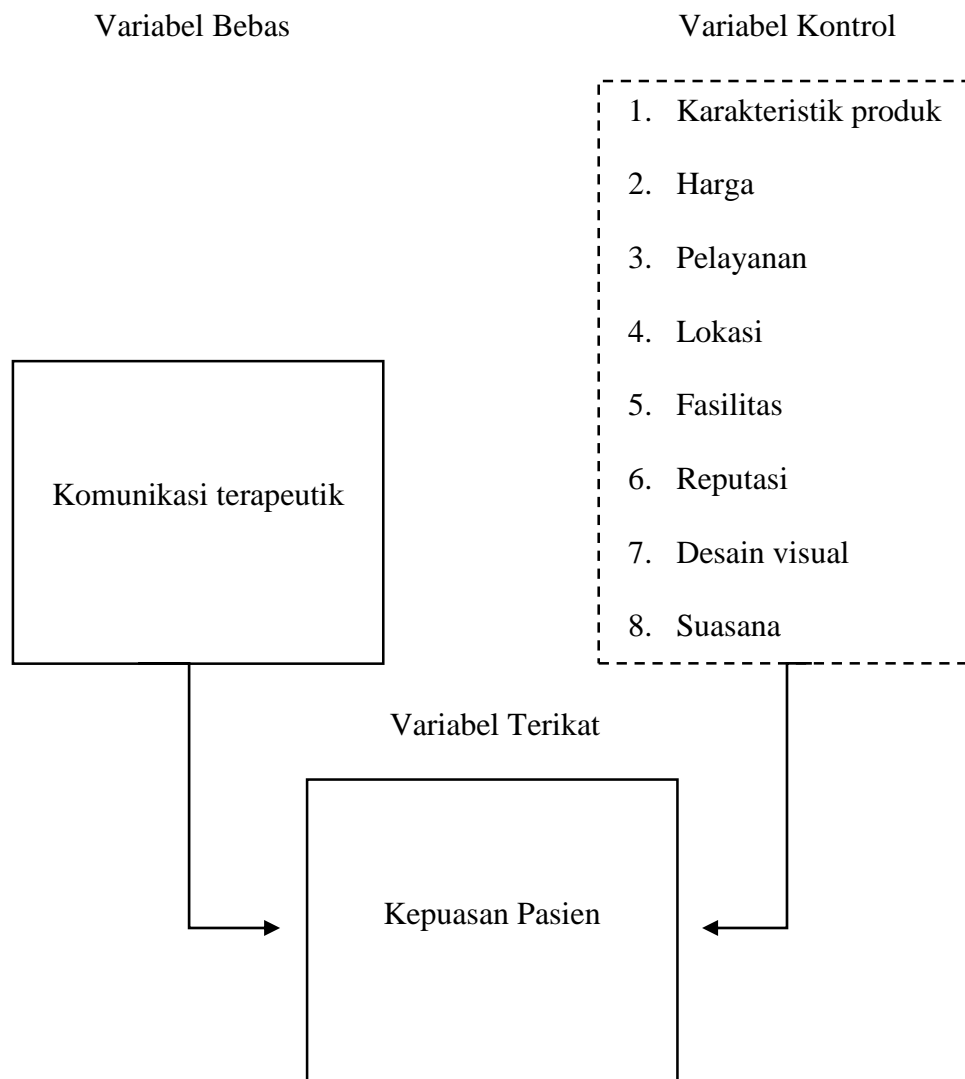 Variabel Bebas
Variabel Kontrol
1. Karakteristik produk
2. Harga
3. Pelayanan
4. Lokasi
5. Fasilitas
6. Reputasi
7. Desain visual
8. Suasana
Komunikasi terapeutik
Variabel Terikat
Kepuasan Pasien